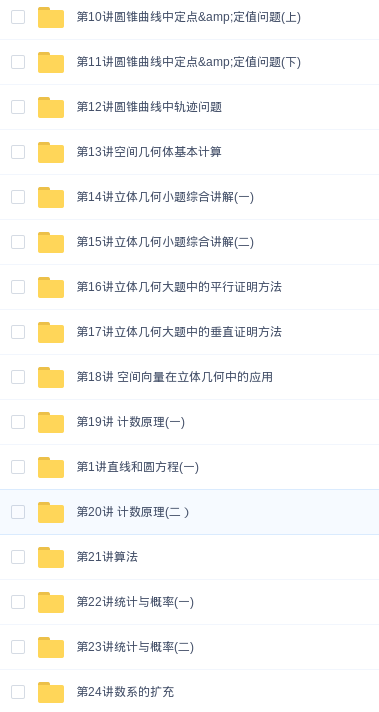 第10讲圆锥曲线中定点&amp;定值问题(上)
第11讲圆锥曲线中定点&amp;定值问题(下)
第12讲圆锥曲线中轨迹问题
第13讲空间几何体基本计算
第14讲立体几何小题综合讲解(一)
第15讲立体几何小题综合讲解(二)
第16讲立体几何大题中的平行证明方法
第17讲立体几何大题中的垂直证明方法
第18讲 空间向量在立体几何中的应用
第19讲 计数原理(一)
第1讲直线和圆方程(一)
第20讲 计数原理(二 ）
第21讲算法
第22讲统计与概率(一)
第23讲统计与概率(二)
第24讲数系的扩充